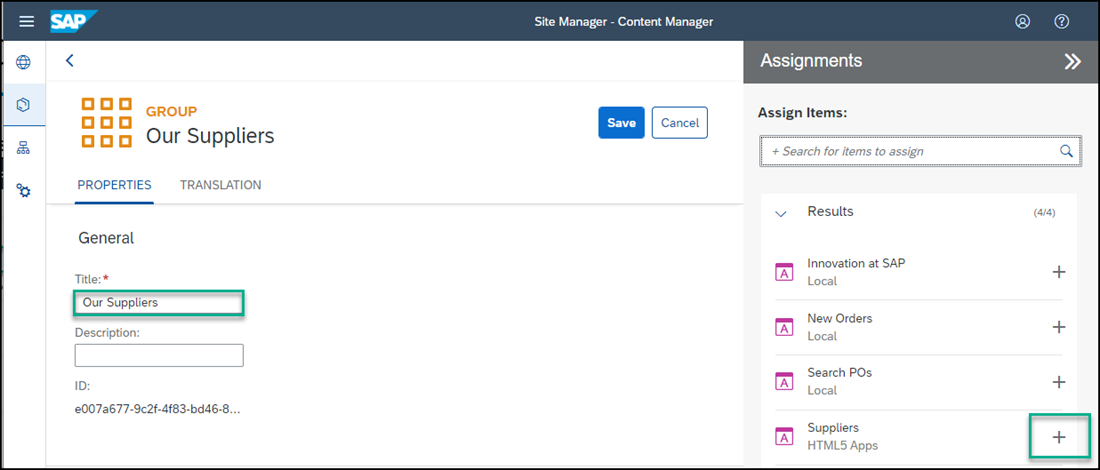 SAP
Site Manager - Content Manager
GROUP
Our Suppliers
Save
Cancel
PROPERTIES
TRANSLATION
General
Title:*
Our Suppliers
Description:
ID:
e007a677-9c2f-4f83-bd46-8...
Assignments
Assign Items:
+ Search for items to assign
Results
(4/4)
A
Innovation at SAP
Local
+
A
New Orders
Local
+
A
Search POs
Local
+
A
Suppliers
HTML5 Apps
+